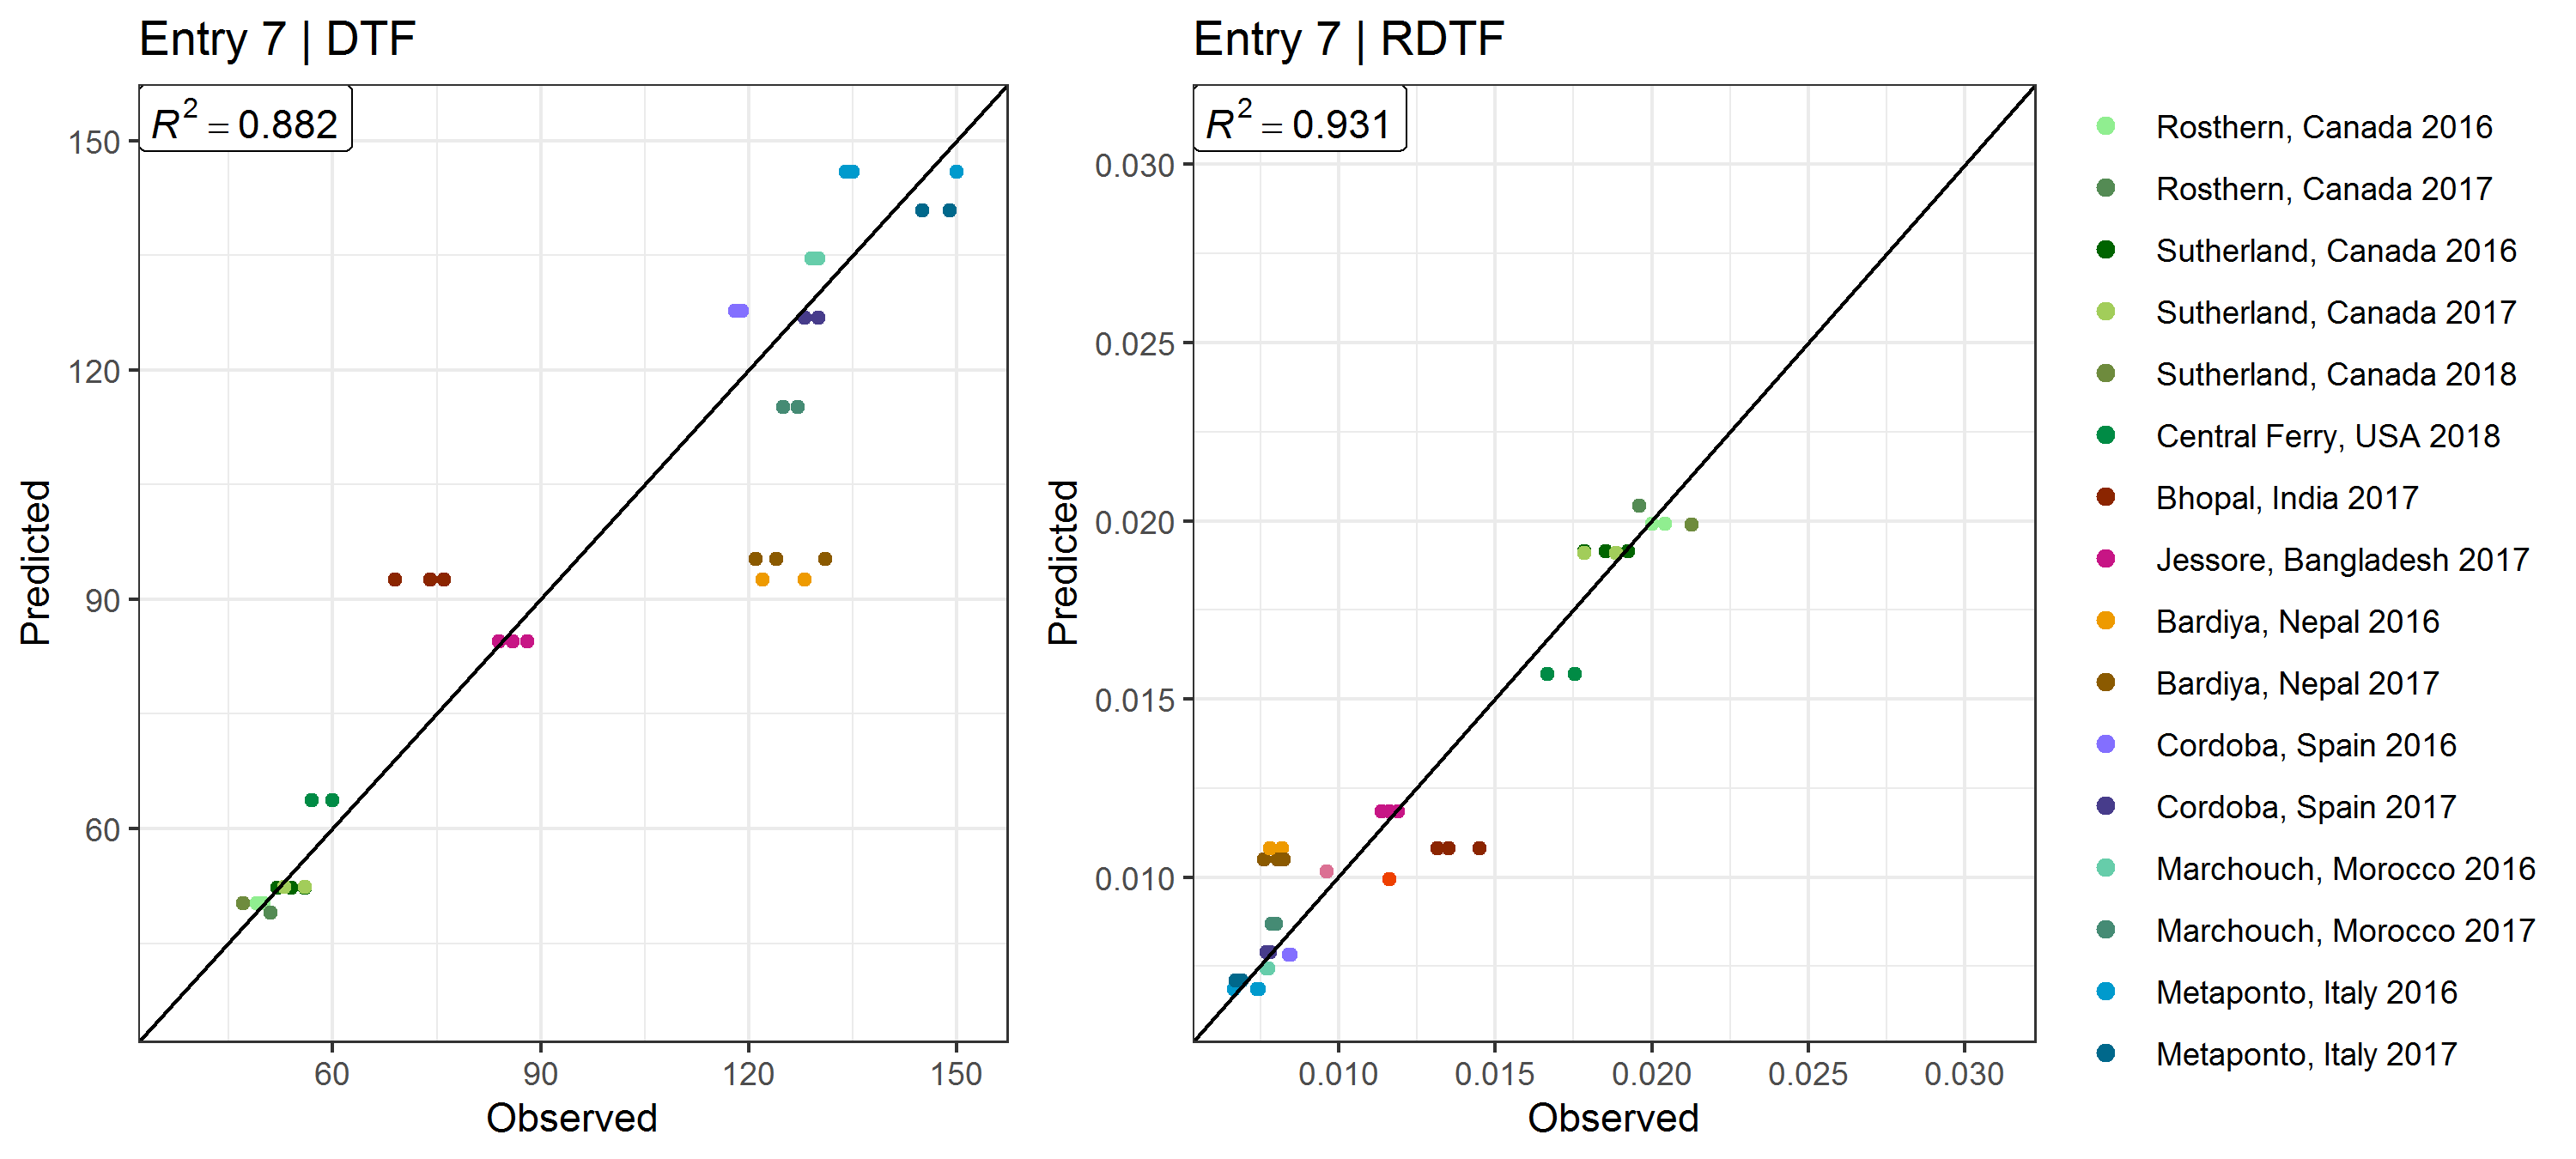 Entry 7 | DTF
R² = 0.882
150
120
90
60
Predicted
60 90 120 150
Observed
Entry 7 | RDTF
R² = 0.931
0.030
0.025
0.020
0.015
0.010
Predicted
0.010 0.015 0.020 0.025 0.030
Observed
Rosthern, Canada 2016
Rosthern, Canada 2017
Sutherland, Canada 2016
Sutherland, Canada 2017
Sutherland, Canada 2018
Central Ferry, USA 2018
Bhopal, India 2017
Jessore, Bangladesh 2017
Bardiya, Nepal 2016
Bardiya, Nepal 2017
Cordoba, Spain 2016
Cordoba, Spain 2017
Marchouch, Morocco 2016
Marchouch, Morocco 2017
Metaponto, Italy 2016
Metaponto, Italy 2017